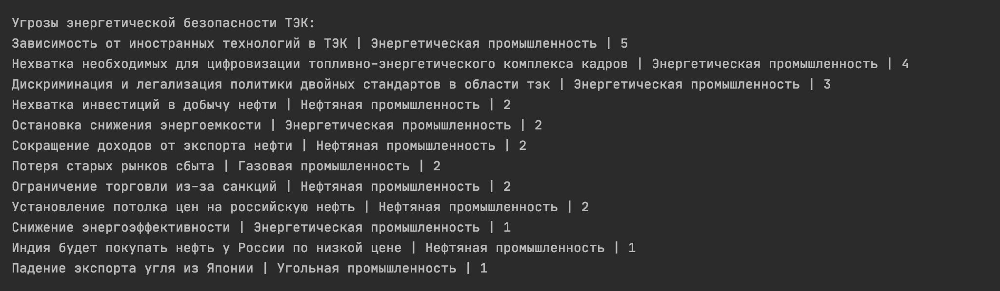 Угрозы энергетической безопасности ТЭК:
Зависимость от иностранных технологий в ТЭК | Энергетическая промышленность | 5
Нехватка необходимых для цифровизации топливно-энергетического комплекса кадров | Энергетическая промышленность | 4
Дискриминация и легализация политики двойных стандартов в области тэк | Энергетическая промышленность | 3
Нехватка инвестиций в добычу нефти | Нефтяная промышленность | 2
Остановка снижения энергоемкости | Энергетическая промышленность | 2
Сокращение доходов от экспорта нефти | Нефтяная промышленность | 2
Потеря старых рынков сбыта | Газовая промышленность | 2
Ограничение торговли из-за санкций | Нефтяная промышленность | 2
Установление потолка цен на российскую нефть | Нефтяная промышленность | 2
Снижение энергоэффективности | Энергетическая промышленность | 1
Индия будет покупать нефть у России по низкой цене | Нефтяная промышленность | 1
Падение экспорта угля из Японии | Угольная промышленность | 1